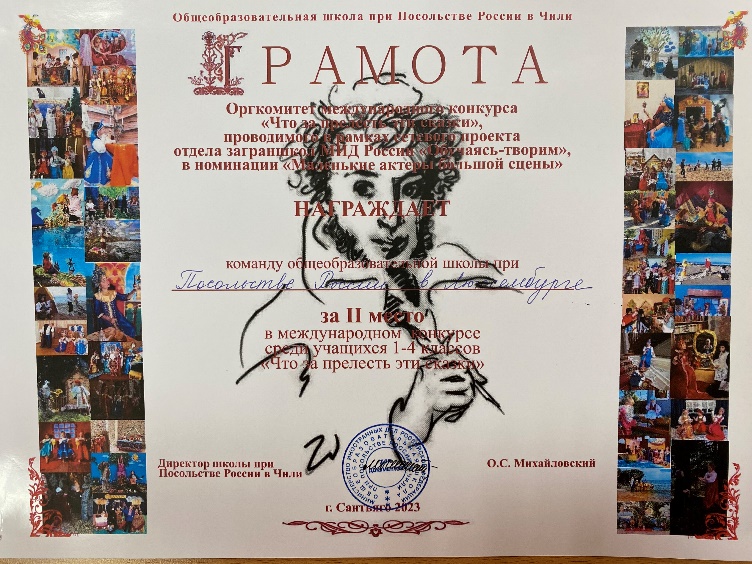 Общеобразовательная школа при Посольстве России в Чили
ГРАМОТА
Оргкомитет международного конкурса
«Что за прелесть эти сказки»,
проводимого в рамках сетевого проекта
отдела заграншкол МИД России «Обучаясь-творим»,
в номинации «Маленькие актеры большой сцены»
НАГРАЖДАЕТ
команду общеобразовательной школы при
Посольстве России в Люксембурге
за II место
в международном конкурсе
среди учащихся 1-4 классов
«Что за прелесть эти сказки»
Директор школы при
Посольстве России в Чили
О.С. Михайловский
г. Сантьяго 2023